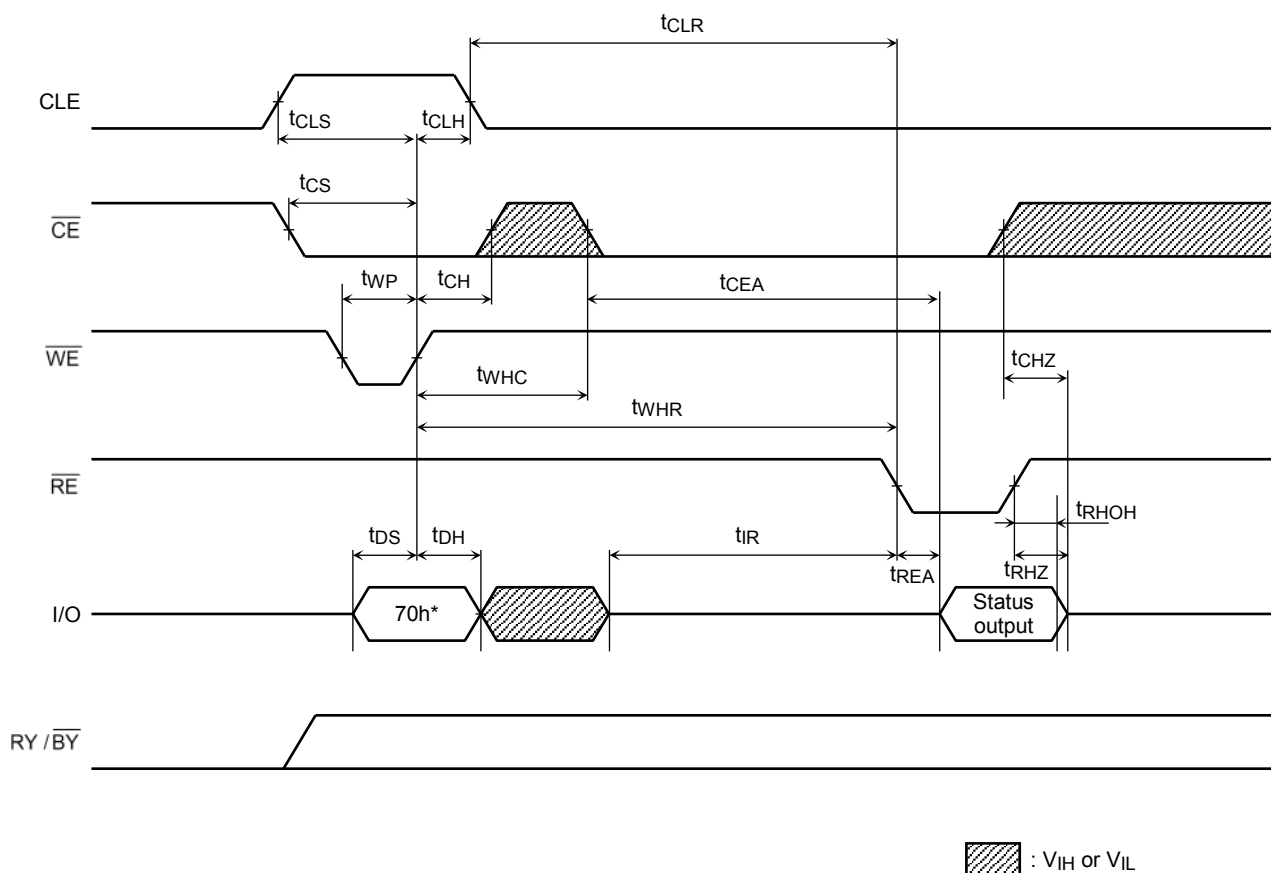 tCLR
CLE
tCLS
tCLH
tCS
CE
tWP
tCH
tCEA
WE
tWHC
tCHZ
tWHR
RE
tRHOH
tDS
tDH
tIR
tREA
tRHZ
I/O
70h*
Status
output
RY /BY
: VIH or VIL